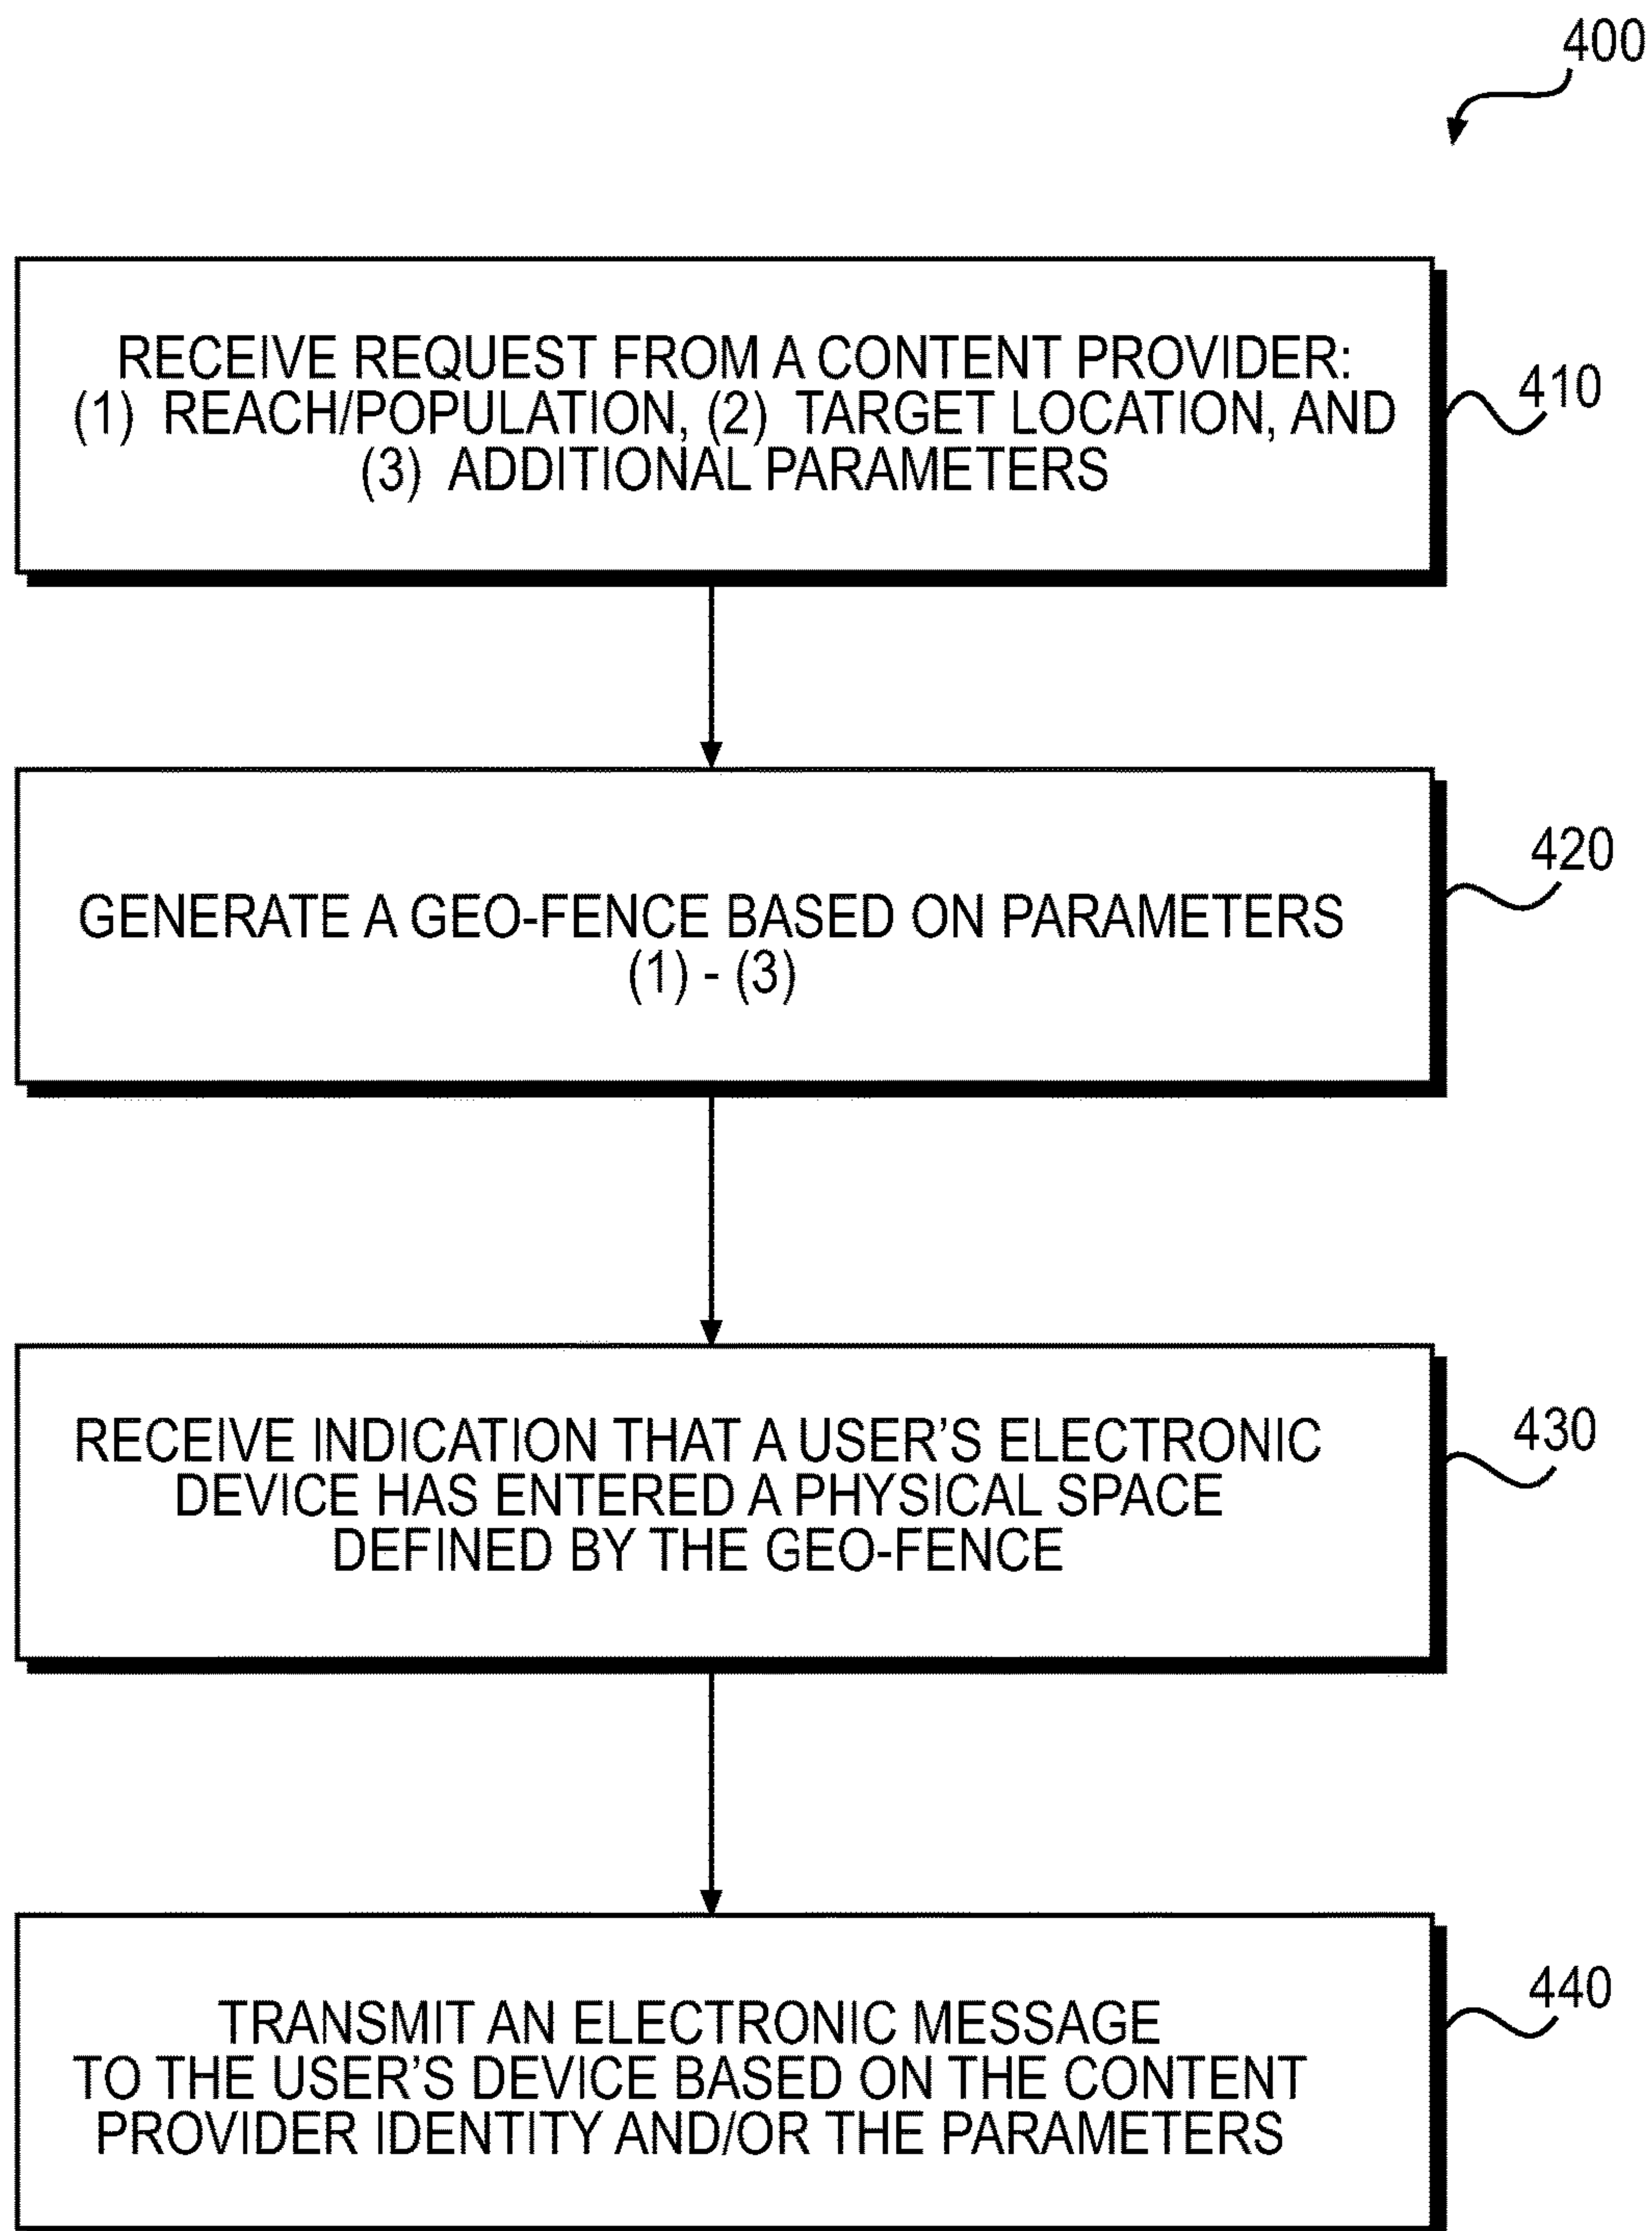 400
RECEIVE REQUEST FROM A CONTENT PROVIDER:
(1) REACH/POPULATION, (2) TARGET LOCATION, AND
(3) ADDITIONAL PARAMETERS
410
GENERATE A GEO-FENCE BASED ON PARAMETERS
(1) - (3)
420
RECEIVE INDICATION THAT A USER’S ELECTRONIC
DEVICE HAS ENTERED A PHYSICAL SPACE
DEFINED BY THE GEO-FENCE
430
TRANSMIT AN ELECTRONIC MESSAGE
TO THE USER’S DEVICE BASED ON THE CONTENT
PROVIDER IDENTITY AND/OR THE PARAMETERS
440